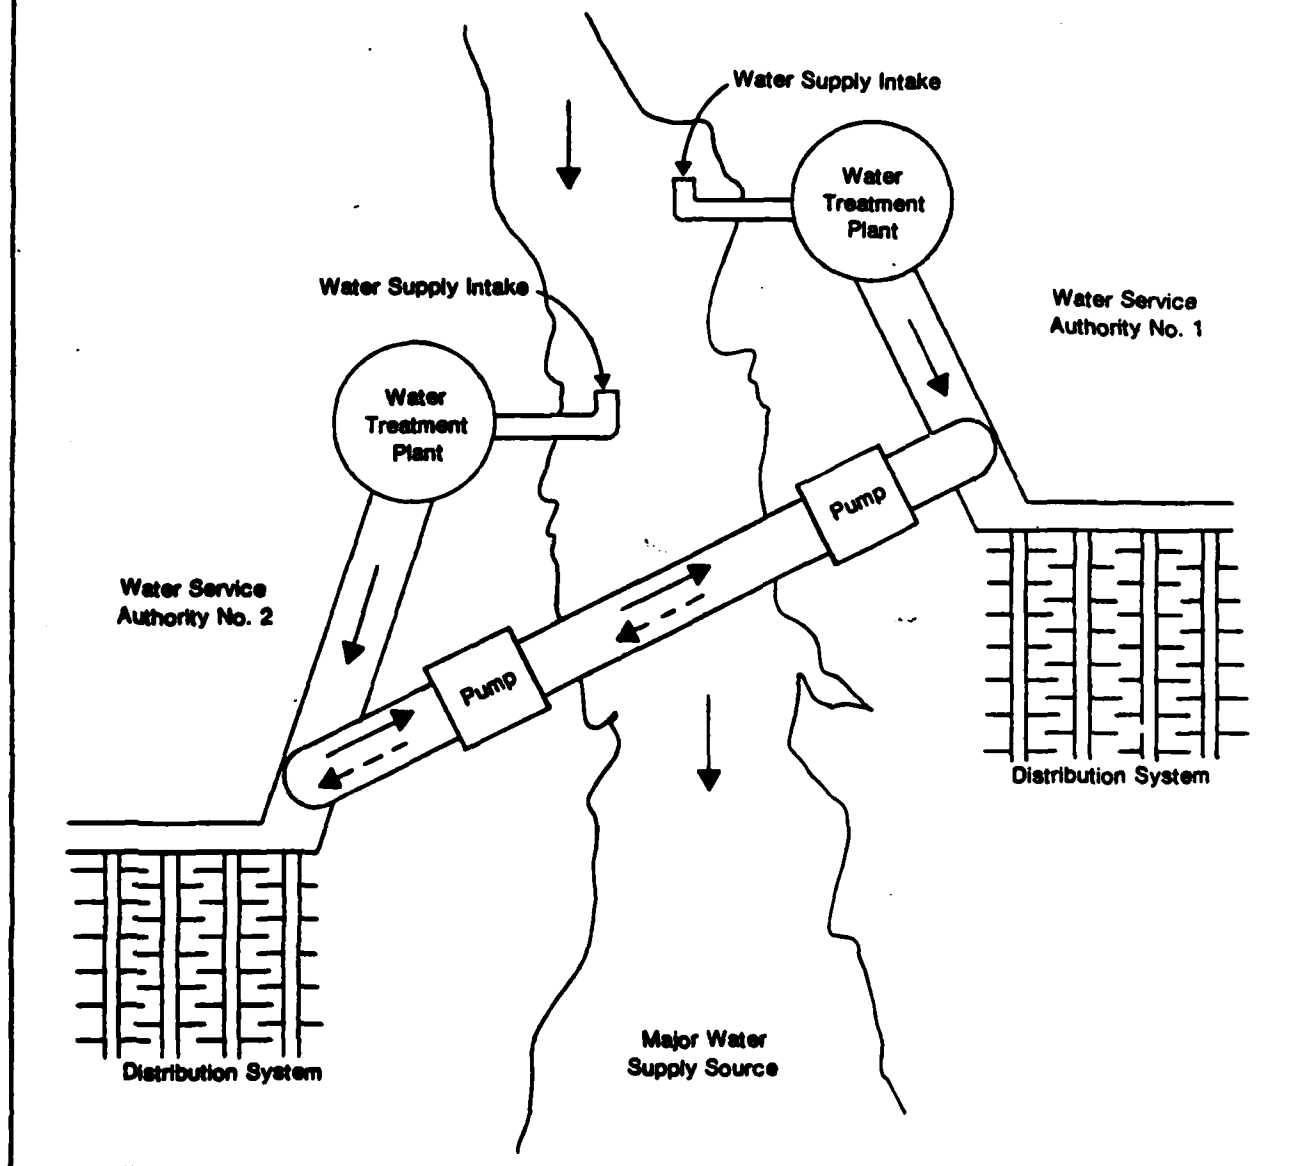 Water Supply Intake
Water
Treatment
Plant
Water Service
Authority No. 1
Water Supply Intake
Water
Treatment
Plant
Pump
Water Service
Authority No. 2
Pump
Distribution System
Major Water
Supply Source
Distribution System